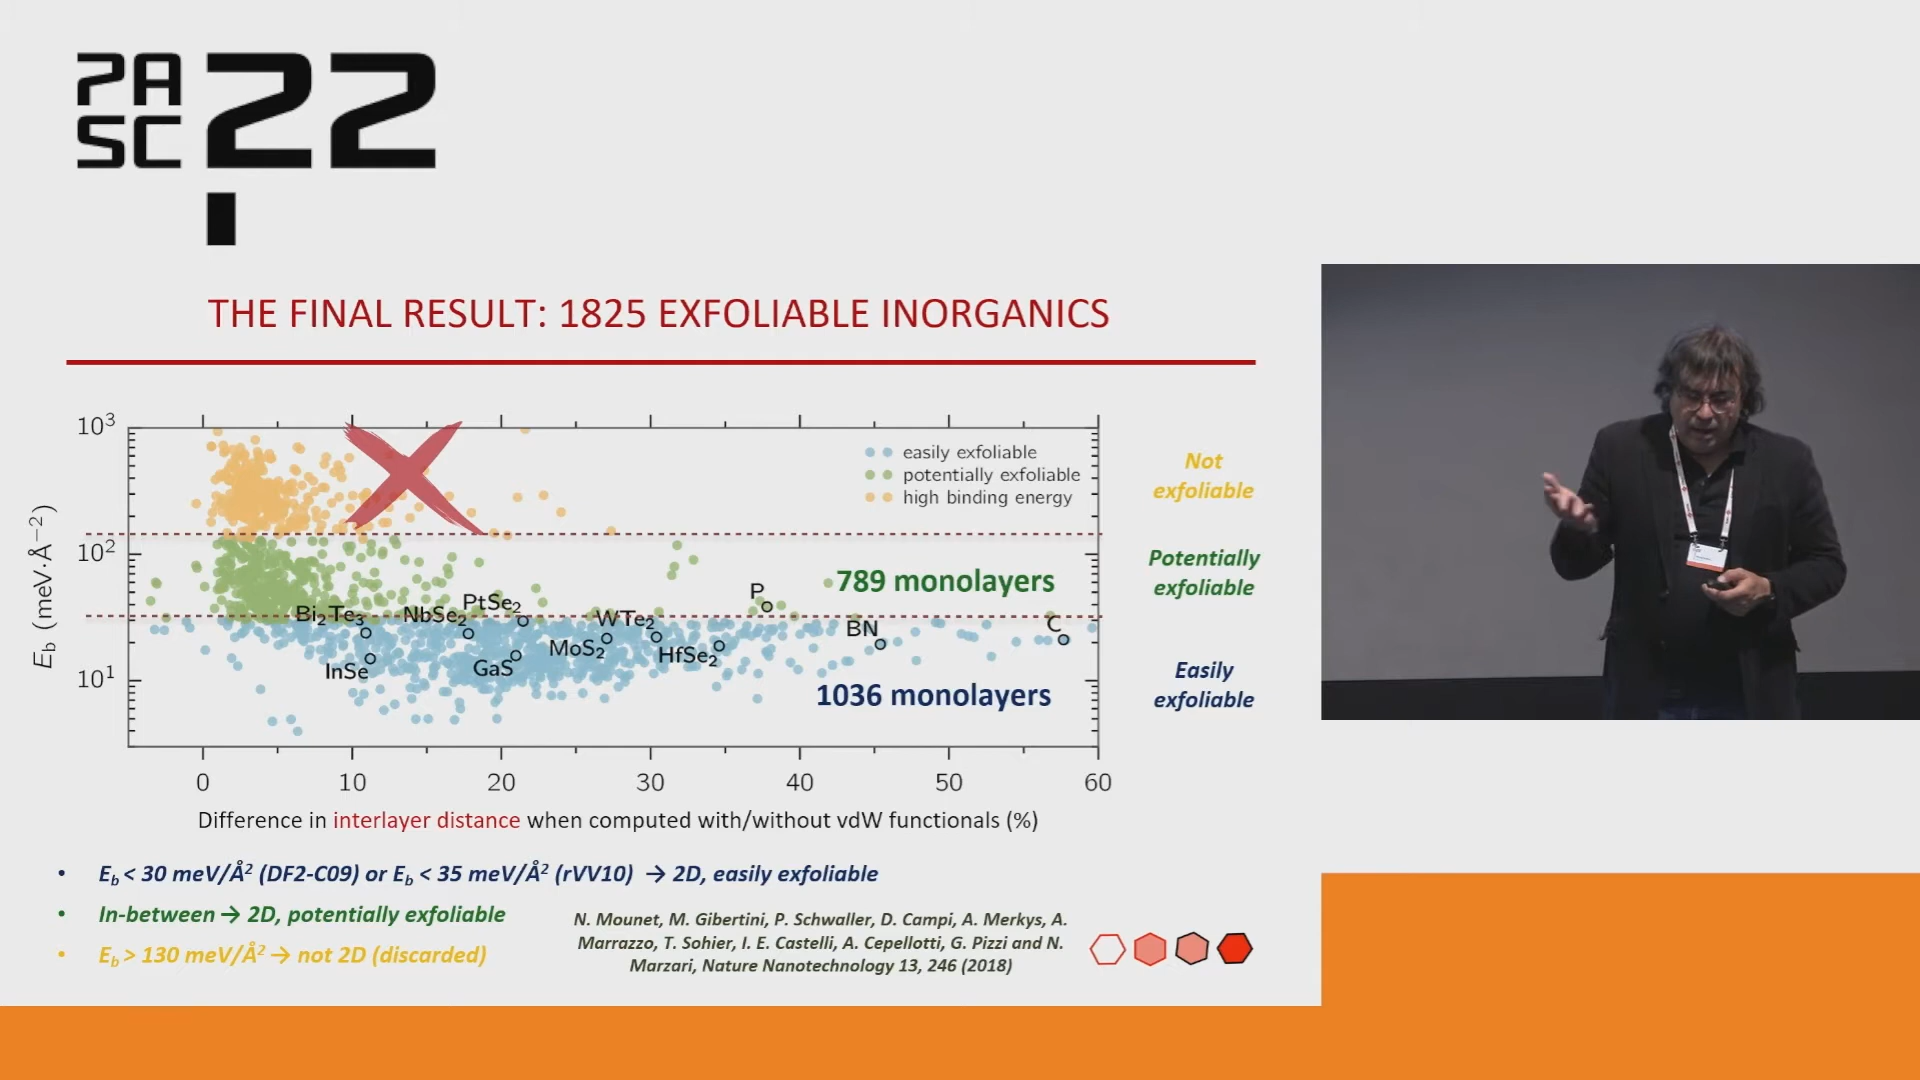 PA
SC 22
THE FINAL RESULT: 1825 EXFOLIABLE INORGANICS
10³
10²
10¹
E_b (meV·Å⁻²)
easily exfoliable
potentially exfoliable
high binding energy
789 monolayers
1036 monolayers
Bi₂Te₃
NbSe₂
PtSe₂
WTe₂
P
BN
C
InSe
GaS
MoS₂
HfSe₂
Not
exfoliable
Potentially
exfoliable
Easily
exfoliable
0 10 20 30 40 50 60
Difference in interlayer distance when computed with/without vdW functionals (%)
• E_b < 30 meV/Å² (DF2-C09) or E_b < 35 meV/Å² (rVV10) → 2D, easily exfoliable
• In-between → 2D, potentially exfoliable
• E_b > 130 meV/Å² → not 2D (discarded)
N. Mounet, M. Gibertini, P. Schwaller, D. Campi, A. Merkys, A.
Marrazzo, T. Sohier, I. E. Castelli, A. Cepellotti, G. Pizzi and N.
Marzari, Nature Nanotechnology 13, 246 (2018)